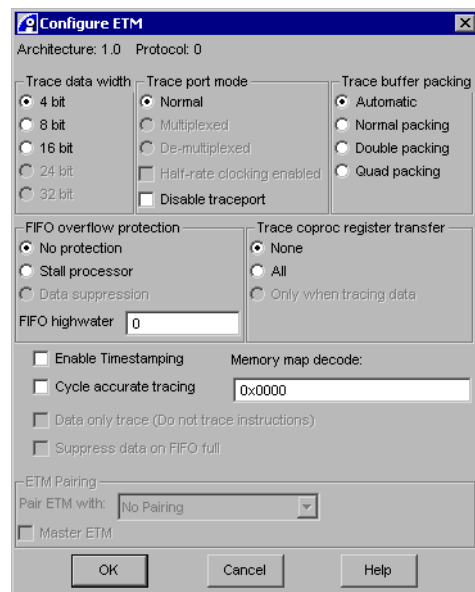 Configure ETM
Architecture: 1.0 Protocol: 0
Trace data width
4 bit
8 bit
16 bit
24 bit
32 bit
Trace port mode
Normal
Multiplexed
De-multiplexed
Half-rate clocking enabled
Disable traceport
Trace buffer packing
Automatic
Normal packing
Double packing
Quad packing
FIFO overflow protection
No protection
Stall processor
Data suppression
FIFO highwater 0
Trace coproc register transfer
None
All
Only when tracing data
Enable Timestamping
Cycle accurate tracing
Memory map decode:
0x0000
Data only trace (Do not trace instructions)
Suppress data on FIFO full
ETM Pairing
Pair ETM with: No Pairing
Master ETM
OK Cancel Help